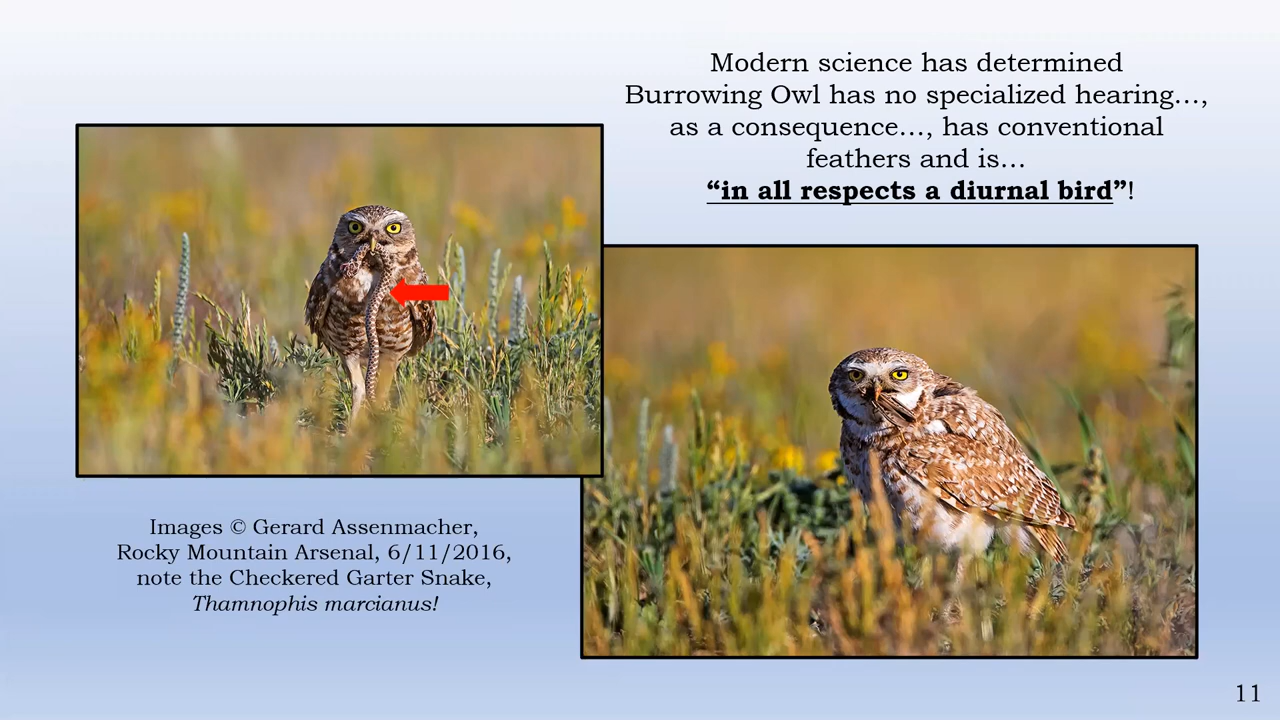 Modern science has determined
Burrowing Owl has no specialized hearing…,
as a consequence…, has conventional
feathers and is…
“in all respects a diurnal bird”!
Images © Gerard Assenmacher,
Rocky Mountain Arsenal, 6/11/2016,
note the Checkered Garter Snake,
Thamnophis marcianus!
11